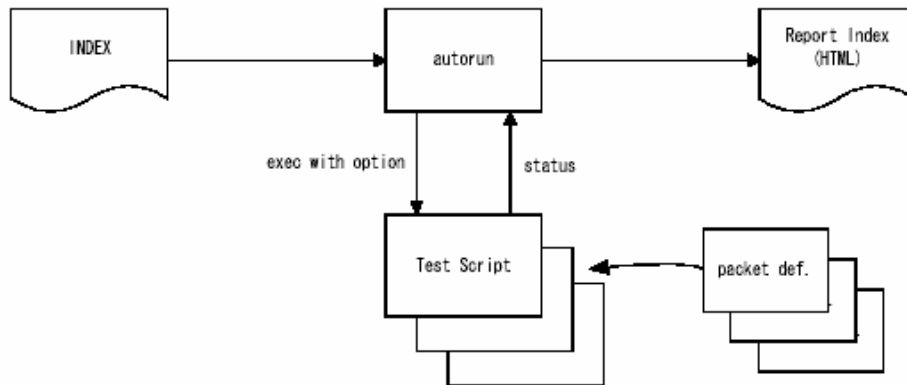 INDEX
autorun
Report Index
(HTML)
exec with option
status
Test Script
packet def.